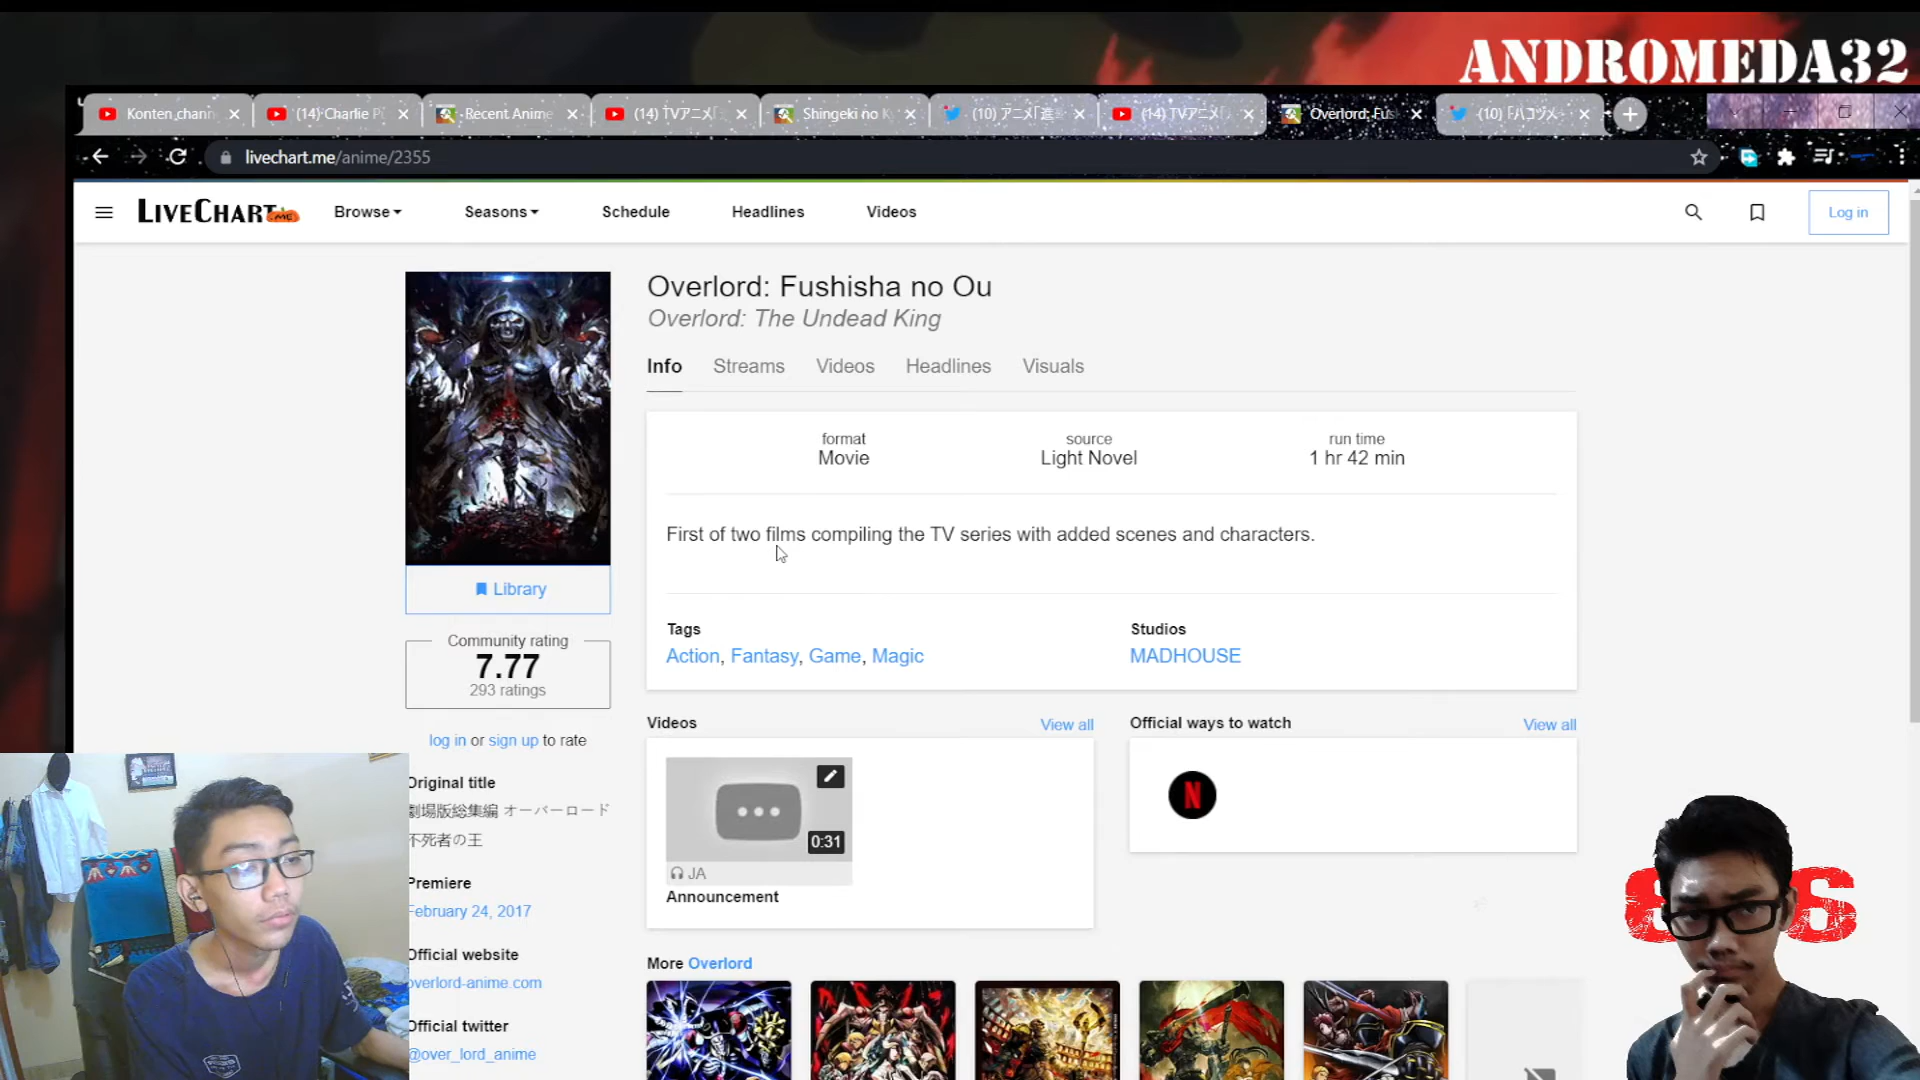 ANDROMEDA32
Konten chann
(14) Charlie P
Recent Anime
(14) TVアニメ「
Shingeki no K
(10) アニメ「進
(14) TVアニメ
Overlord: Fus
(10) 「ハコヅメ
livechart.me/anime/2355
LIVECHART.ME
Browse
Seasons
Schedule
Headlines
Videos
Log in
Overlord: Fushisha no Ou
Overlord: The Undead King
Info
Streams
Videos
Headlines
Visuals
format
Movie
source
Light Novel
run time
1 hr 42 min
First of two films compiling the TV series with added scenes and characters.
Library
Community rating
7.77
293 ratings
log in or sign up to rate
Tags
Action, Fantasy, Game, Magic
Studios
MADHOUSE
Videos
View all
Official ways to watch
View all
N
0:31
JA
Announcement
Original title
劇場版総集編 オーバーロード
不死者の王
Premiere
February 24, 2017
Official website
overlord-anime.com
Official twitter
@over_lord_anime
More Overlord